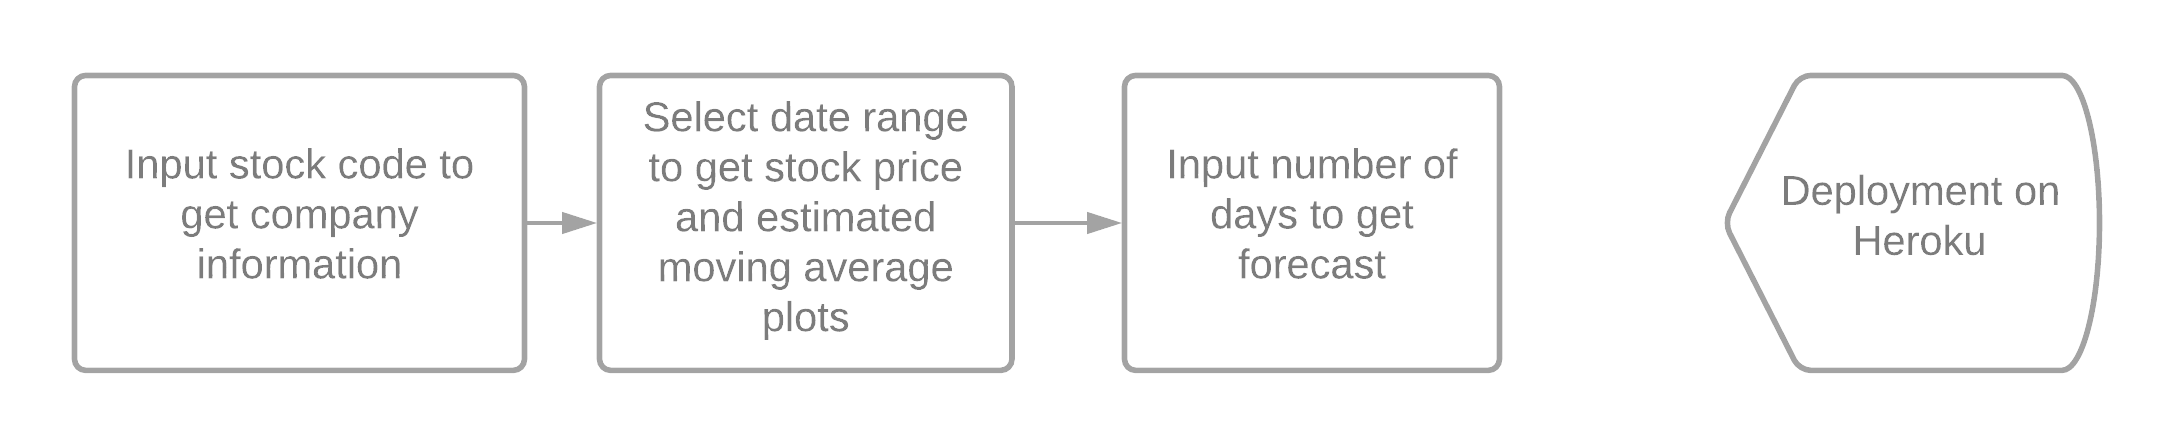 Input stock code to
get company
information
Select date range
to get stock price
and estimated
moving average
plots
Input number of
days to get
forecast
Deployment on
Heroku